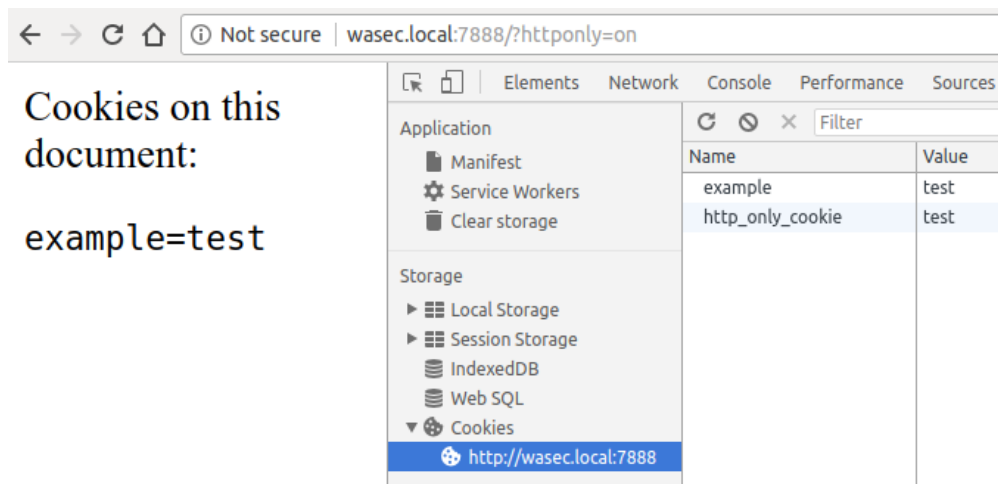 Not secure | wasec.local:7888/?httponly=on
Cookies on this
document:
example=test
Elements Network Console Performance Sources
Application
Manifest
Service Workers
Clear storage
Storage
Local Storage
Session Storage
IndexedDB
Web SQL
Cookies
http://wasec.local:7888
Filter
Name Value
example test
http_only_cookie test